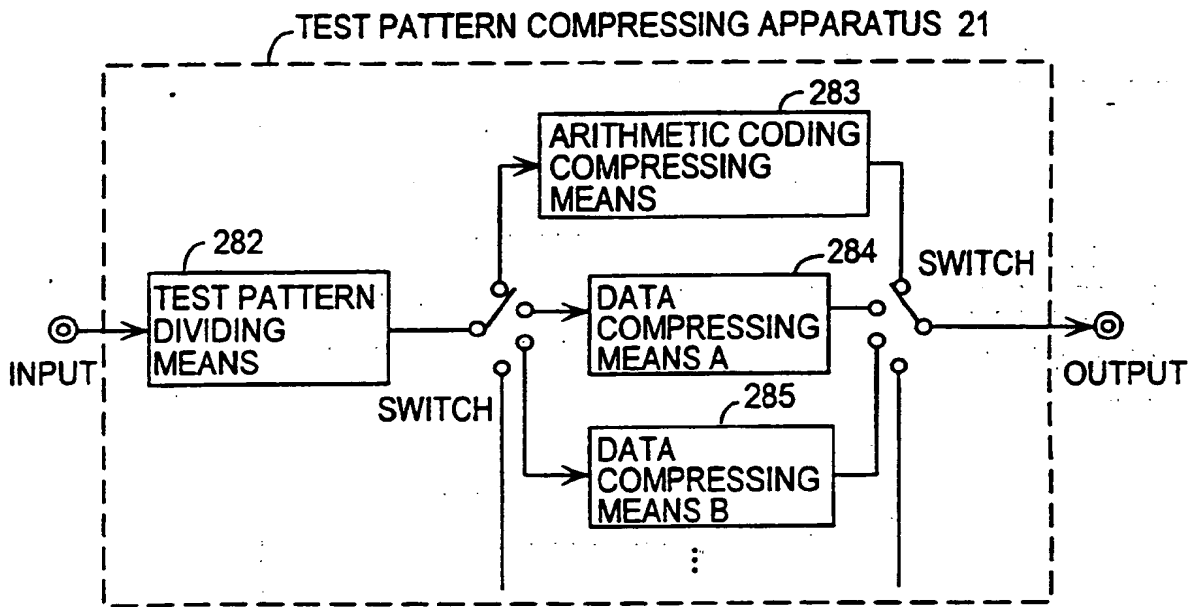 TEST PATTERN COMPRESSING APPARATUS 21
283
ARITHMETIC CODING
COMPRESSING
MEANS
282
TEST PATTERN
DIVIDING
MEANS
INPUT
SWITCH
284
DATA
COMPRESSING
MEANS A
SWITCH
OUTPUT
285
DATA
COMPRESSING
MEANS B